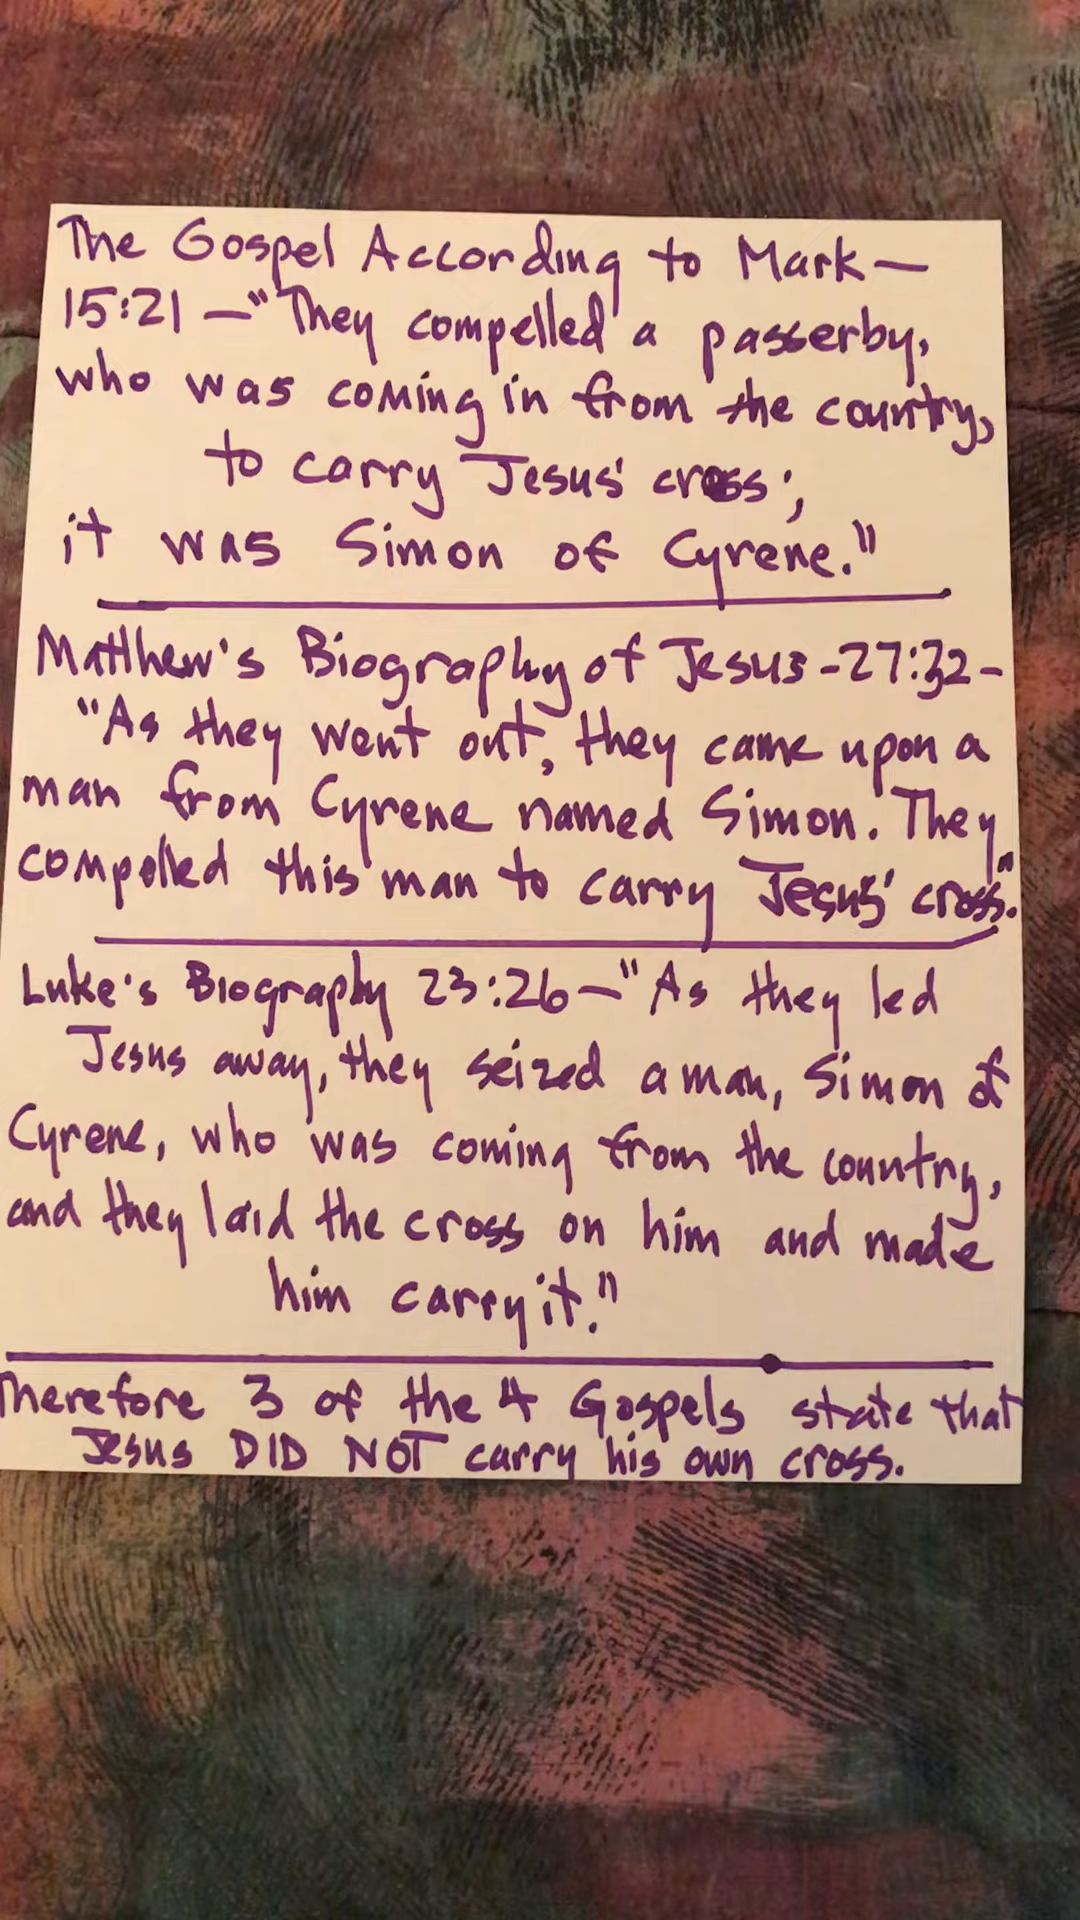 The Gospel According to Mark—
15:21 —"They compelled a passerby,
who was coming in from the country,
to carry Jesus' cross;
it was Simon of Cyrene."
Matthew's Biography of Jesus -27:32-
"As they went out, they came upon a
man from Cyrene named Simon. They
compelled this man to carry Jesus' cross."
Luke's Biography 23:26—"As they led
Jesus away, they seized a man, Simon of
Cyrene, who was coming from the country,
and they laid the cross on him and made
him carry it."
Therefore 3 of the 4 Gospels state that
Jesus DID NOT carry his own cross.